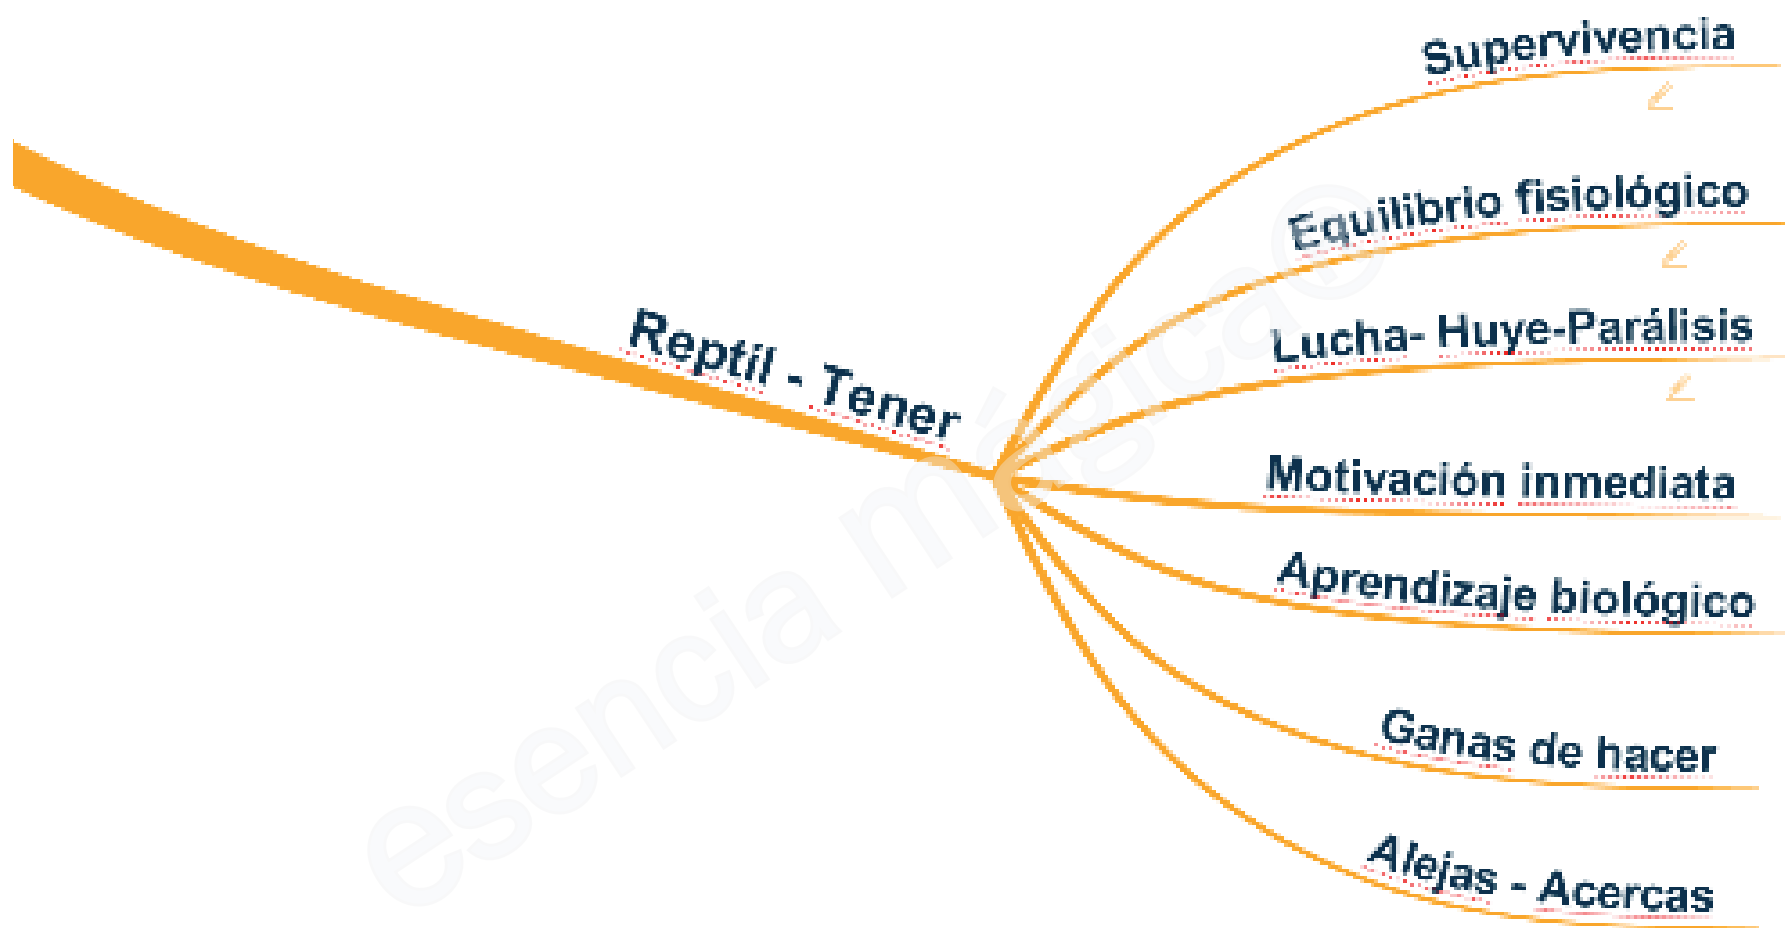 Supervivencia
Equilibrio fisiológico
Lucha- Huye-Parálisis
Reptil - Tener
Motivación inmediata
Aprendizaje biológico
Ganas de hacer
Alejas - Acercas
esencia mágica®